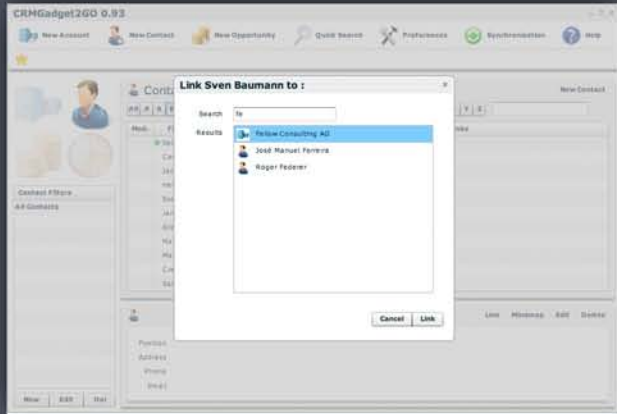 CRMGadget2GO 0.93
New Account New Contact New Opportunity Quick Search Preferences Synchronization Help
Link Sven Baumann to :
New Contact
Search fe
Results Fellow Consulting AG
José Manuel Ferreira
Roger Federer
Contact Filters
All Contacts
Cancel Link
Link Mindmap Edit Delete
Position
Address
Phone
Email
New Edit Del